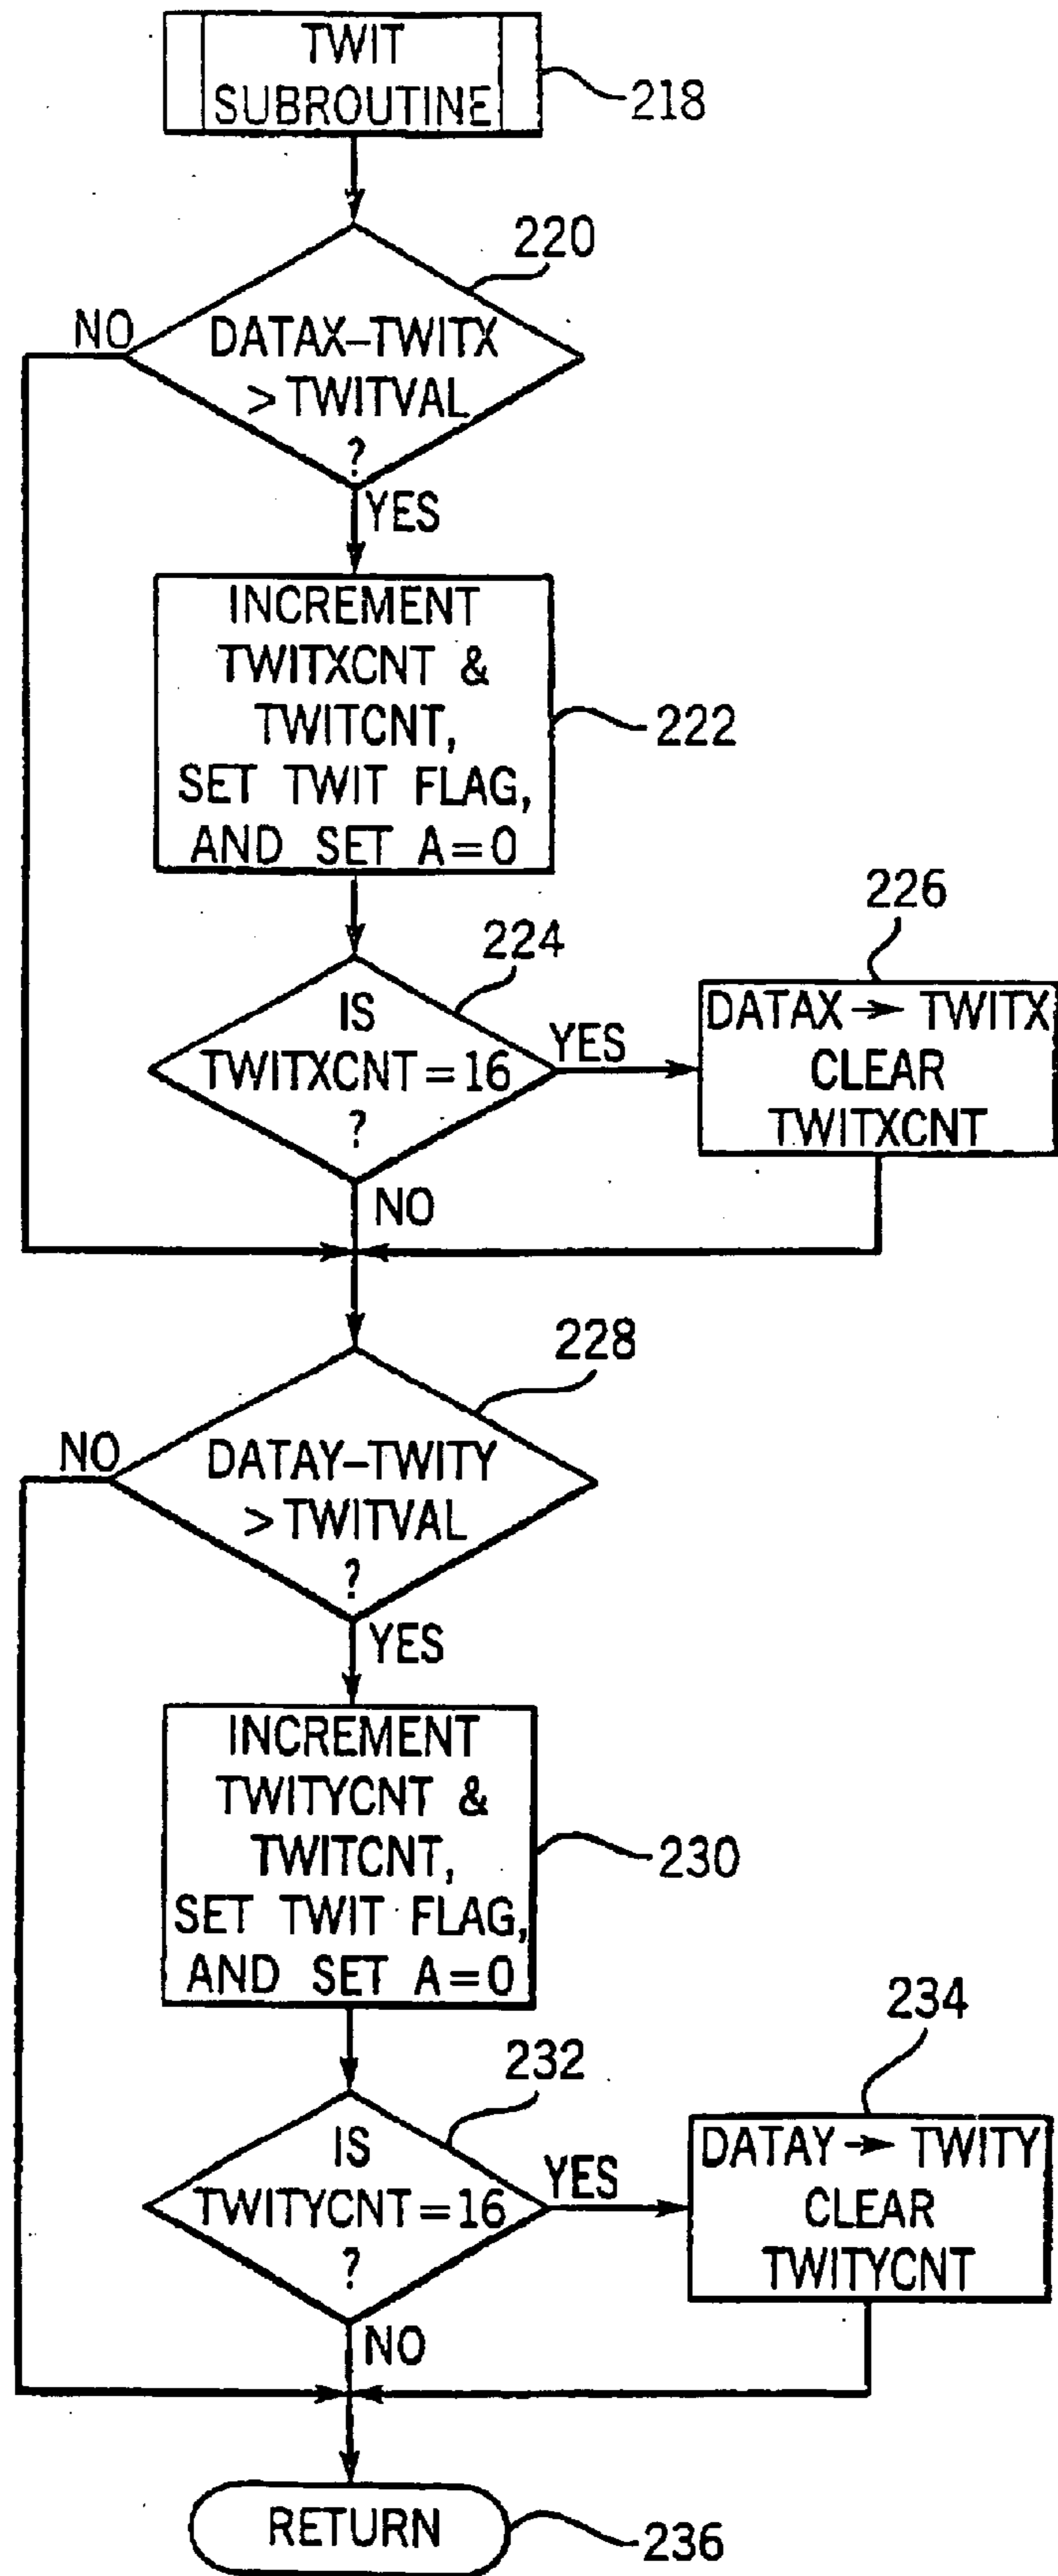 TWIT
SUBROUTINE
218
220
NO
DATAX–TWITX
> TWITVAL
?
YES
INCREMENT
TWITXCNT &
TWITCNT,
SET TWIT FLAG,
AND SET A=0
222
224
IS
TWITXCNT=16
?
YES
226
DATAX → TWITX
CLEAR
TWITXCNT
NO
228
NO
DATAY–TWITY
> TWITVAL
?
YES
INCREMENT
TWITYCNT &
TWITCNT,
SET TWIT FLAG,
AND SET A=0
230
232
IS
TWITYCNT=16
?
YES
234
DATAY → TWITY
CLEAR
TWITYCNT
NO
RETURN
236